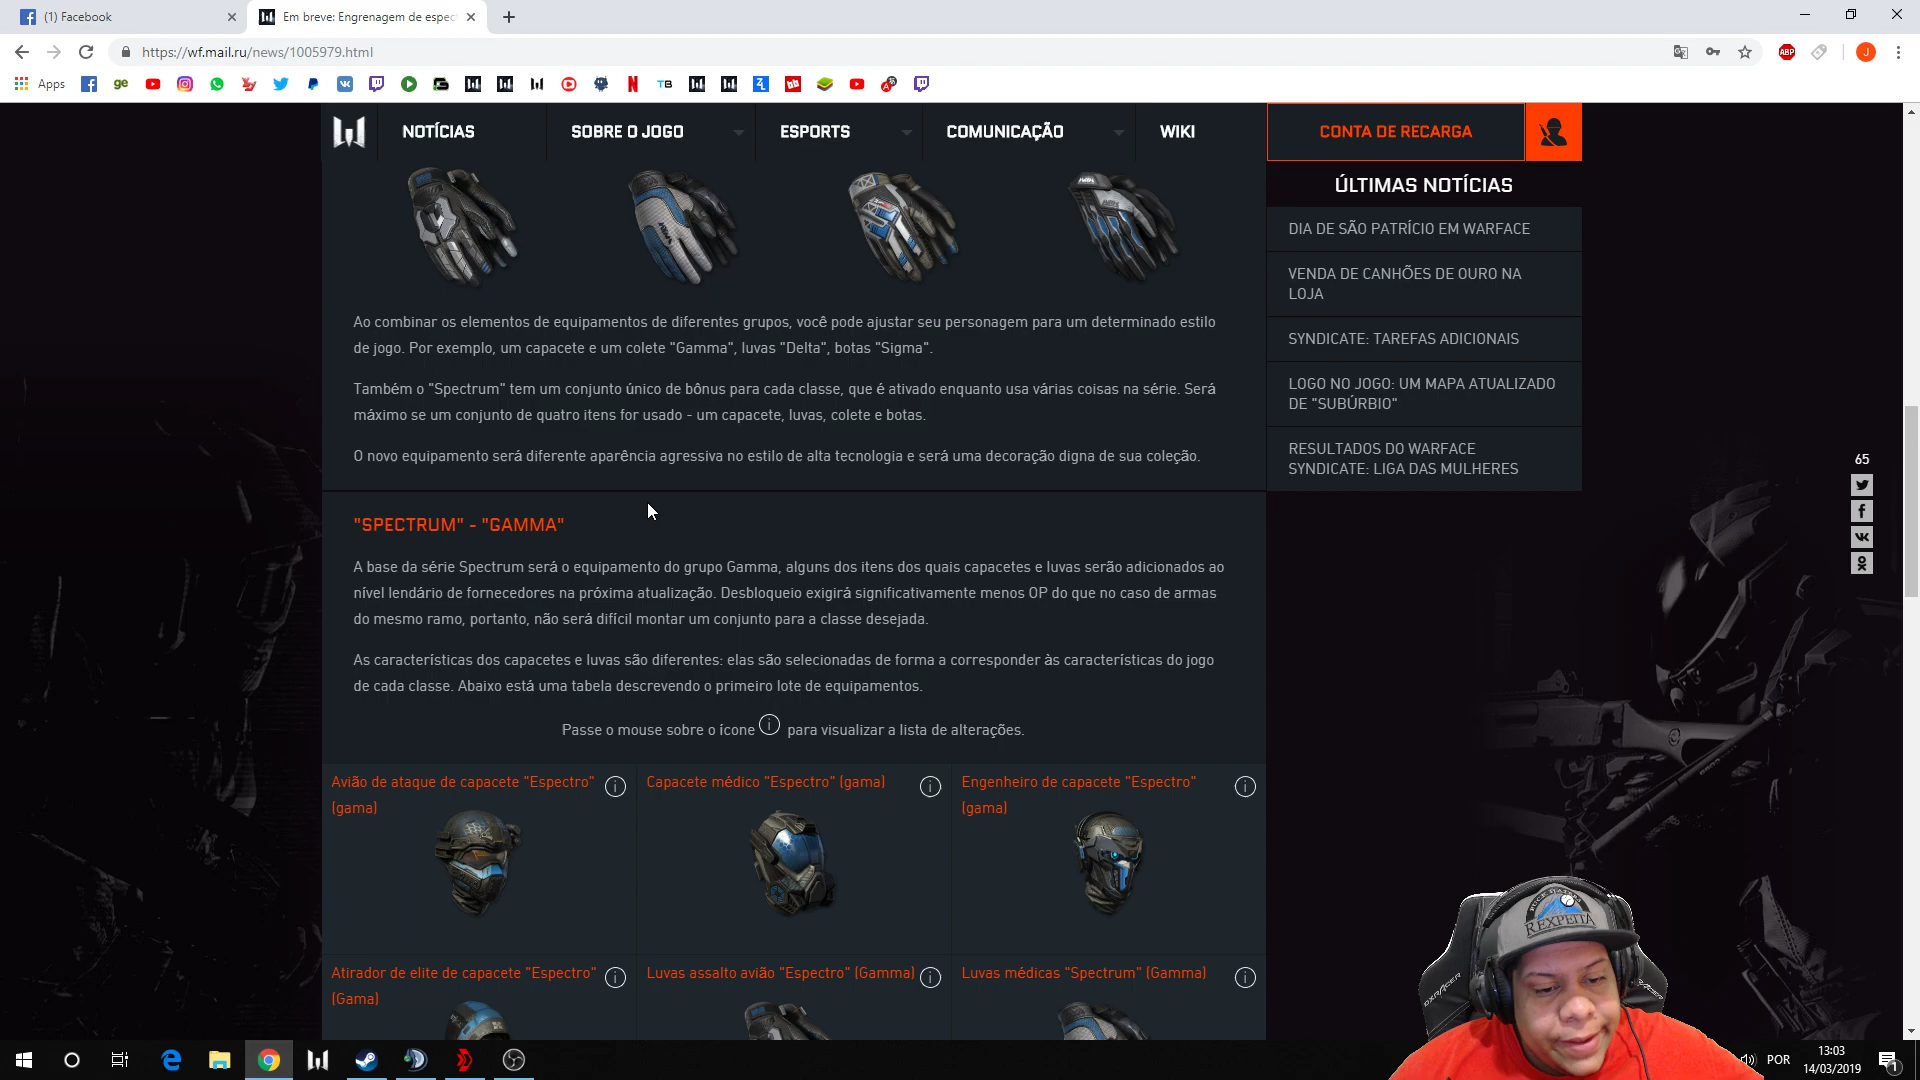 (1) Facebook
Em breve: Engrenagem de espec
https://wf.mail.ru/news/1005979.html
ABP
J
Apps
ge
TB
NOTÍCIAS
SOBRE O JOGO
ESPORTS
COMUNICAÇÃO
WIKI
CONTA DE RECARGA
ÚLTIMAS NOTÍCIAS
DIA DE SÃO PATRÍCIO EM WARFACE
VENDA DE CANHÕES DE OURO NA
LOJA
SYNDICATE: TAREFAS ADICIONAIS
LOGO NO JOGO: UM MAPA ATUALIZADO
DE "SUBÚRBIO"
RESULTADOS DO WARFACE
SYNDICATE: LIGA DAS MULHERES
65
Ao combinar os elementos de equipamentos de diferentes grupos, você pode ajustar seu personagem para um determinado estilo
de jogo. Por exemplo, um capacete e um colete "Gamma", luvas "Delta", botas "Sigma".
Também o "Spectrum" tem um conjunto único de bônus para cada classe, que é ativado enquanto usa várias coisas na série. Será
máximo se um conjunto de quatro itens for usado - um capacete, luvas, colete e botas.
O novo equipamento será diferente aparência agressiva no estilo de alta tecnologia e será uma decoração digna de sua coleção.
"SPECTRUM" - "GAMMA"
A base da série Spectrum será o equipamento do grupo Gamma, alguns dos itens dos quais capacetes e luvas serão adicionados ao
nível lendário de fornecedores na próxima atualização. Desbloqueio exigirá significativamente menos OP do que no caso de armas
do mesmo ramo, portanto, não será difícil montar um conjunto para a classe desejada.
As características dos capacetes e luvas são diferentes: elas são selecionadas de forma a corresponder às características do jogo
de cada classe. Abaixo está uma tabela descrevendo o primeiro lote de equipamentos.
Passe o mouse sobre o ícone i para visualizar a lista de alterações.
Avião de ataque de capacete "Espectro"
(gama)
Capacete médico "Espectro" (gama)
Engenheiro de capacete "Espectro"
(gama)
Atirador de elite de capacete "Espectro"
(Gama)
Luvas assalto avião "Espectro" (Gamma)
Luvas médicas "Spectrum" (Gamma)
REXPEITA
DXRACER
POR
13:03
14/03/2019
1